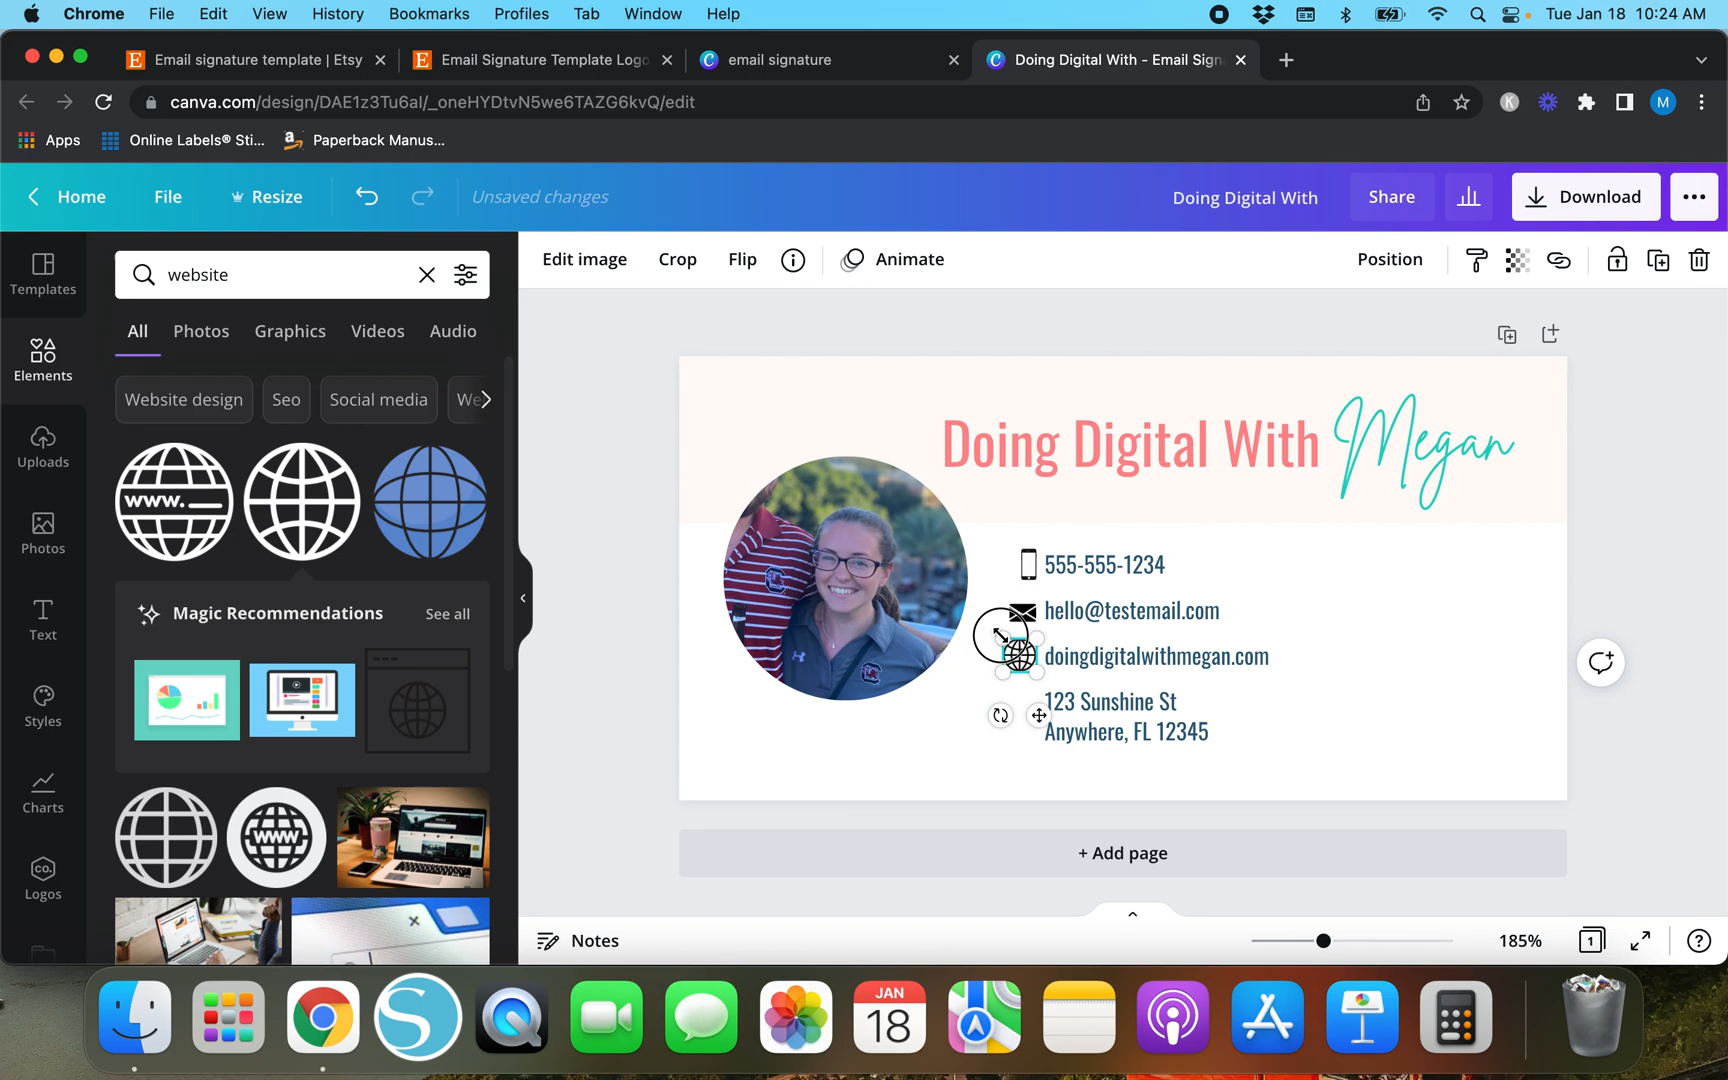 Chrome File Edit View History Bookmarks Profiles Tab Window Help Tue Jan 18 10:24 AM
Email signature template | Etsy Email Signature Template Logo email signature Doing Digital With - Email Sign
canva.com/design/DAE1z3Tu6aI/_oneHYDtvN5we6TAZG6kvQ/edit K M
Apps Online Labels® Sti... Paperback Manus...
Home File Resize Unsaved changes Doing Digital With Share Download
Templates
Elements
Uploads
Photos
Text
Styles
Charts
co.
Logos
website
All Photos Graphics Videos Audio
Website design Seo Social media We
www.
Magic Recommendations See all
WWW
Edit image Crop Flip Animate Position
Doing Digital With Megan
555-555-1234
hello@testemail.com
doingdigitalwithmegan.com
123 Sunshine St
Anywhere, FL 12345
+ Add page
Notes 185% 1
JAN
18